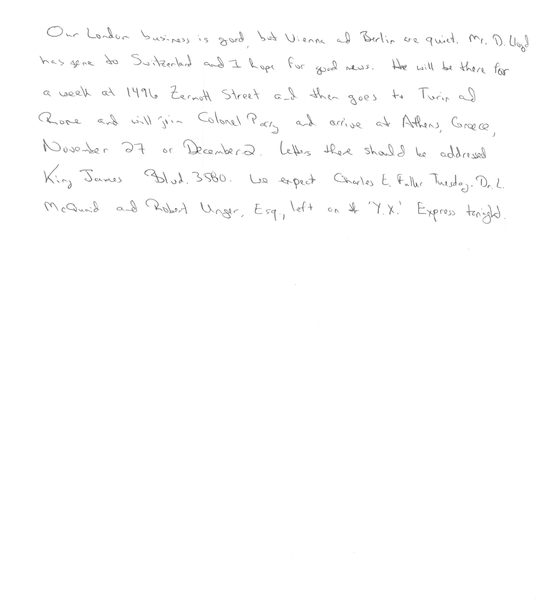 Our London business is good, but Vienna ad Berlin are quiet. Mr. D. Lloyd
has gone to Switzerland and I hope for good news. He will be there for
a week at 1496 Zermott Street and then goes to Turin ad
Rome and will join Colonel Parry and arrive at Athens, Greece,
November 27 or December 2. Letters there should be addressed
King James Blvd. 3580. We expect Charles E. Fuller Tuesday. Dr. L.
McQuaid and Robert Unger, Esq., left on the 'Y.X.' Express tonight.